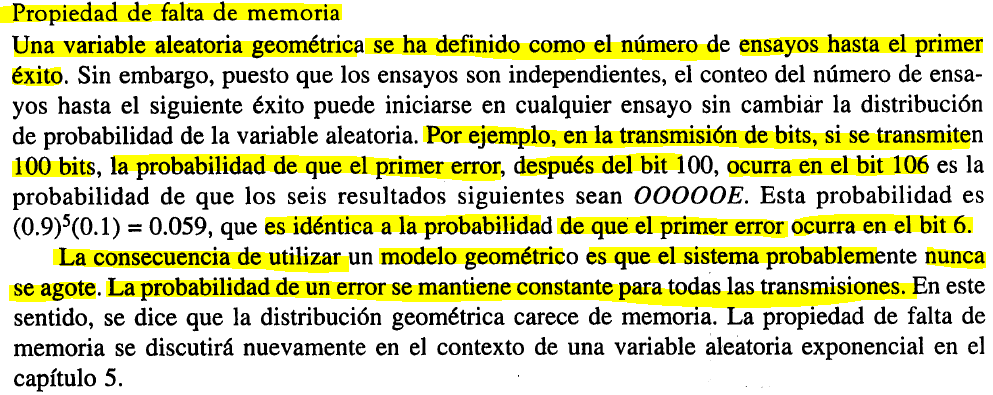 Propiedad de falta de memoria
Una variable aleatoria geométrica se ha definido como el número de ensayos hasta el primer
éxito. Sin embargo, puesto que los ensayos son independientes, el conteo del número de ensa-
yos hasta el siguiente éxito puede iniciarse en cualquier ensayo sin cambiar la distribución
de probabilidad de la variable aleatoria. Por ejemplo, en la transmisión de bits, si se transmiten
100 bits, la probabilidad de que el primer error, después del bit 100, ocurra en el bit 106 es la
probabilidad de que los seis resultados siguientes sean OOOOOE. Esta probabilidad es
(0.9)⁵(0.1) = 0.059, que es idéntica a la probabilidad de que el primer error ocurra en el bit 6.
La consecuencia de utilizar un modelo geométrico es que el sistema probablemente nunca
se agote. La probabilidad de un error se mantiene constante para todas las transmisiones. En este
sentido, se dice que la distribución geométrica carece de memoria. La propiedad de falta de
memoria se discutirá nuevamente en el contexto de una variable aleatoria exponencial en el
capítulo 5.